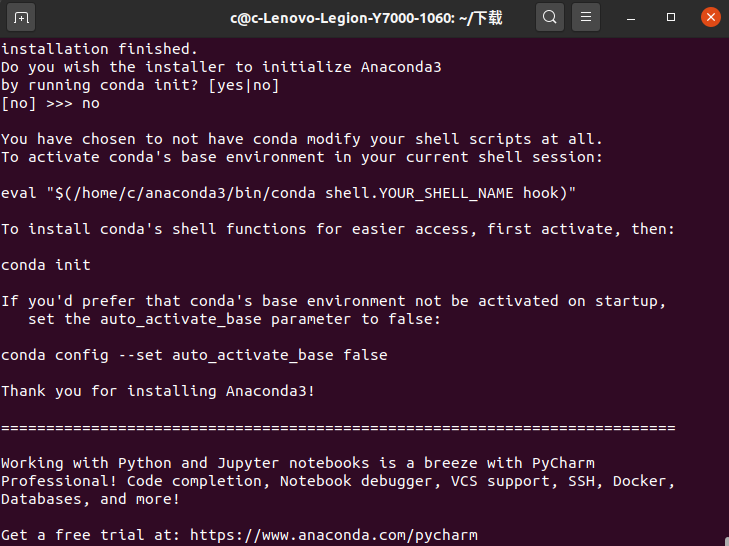 c@c-Lenovo-Legion-Y7000-1060: ~/下载
installation finished.
Do you wish the installer to initialize Anaconda3
by running conda init? [yes|no]
[no] >>> no
You have chosen to not have conda modify your shell scripts at all.
To activate conda's base environment in your current shell session:
eval "$(/home/c/anaconda3/bin/conda shell.YOUR_SHELL_NAME hook)"
To install conda's shell functions for easier access, first activate, then:
conda init
If you'd prefer that conda's base environment not be activated on startup,
   set the auto_activate_base parameter to false:
conda config --set auto_activate_base false
Thank you for installing Anaconda3!
===========================================================================
Working with Python and Jupyter notebooks is a breeze with PyCharm
Professional! Code completion, Notebook debugger, VCS support, SSH, Docker,
Databases, and more!
Get a free trial at: https://www.anaconda.com/pycharm